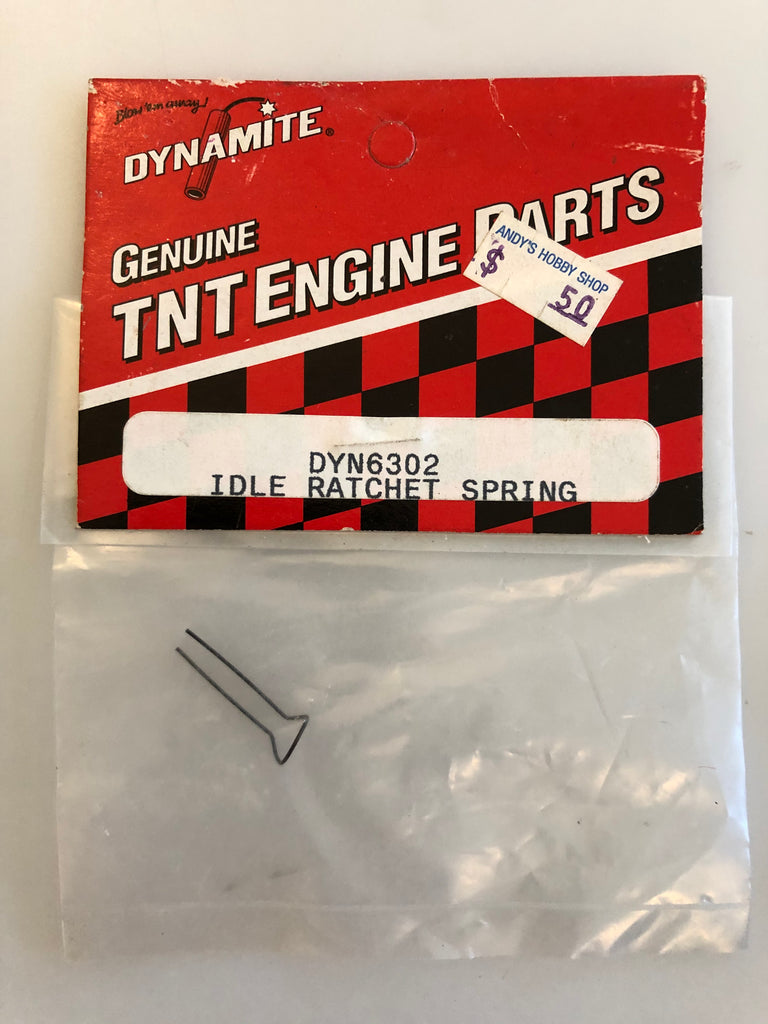 Blow 'em away!
DYNAMITE®
GENUINE
TNT ENGINE PARTS
ANDY'S HOBBY SHOP
$ 50
DYN6302
IDLE RATCHET SPRING